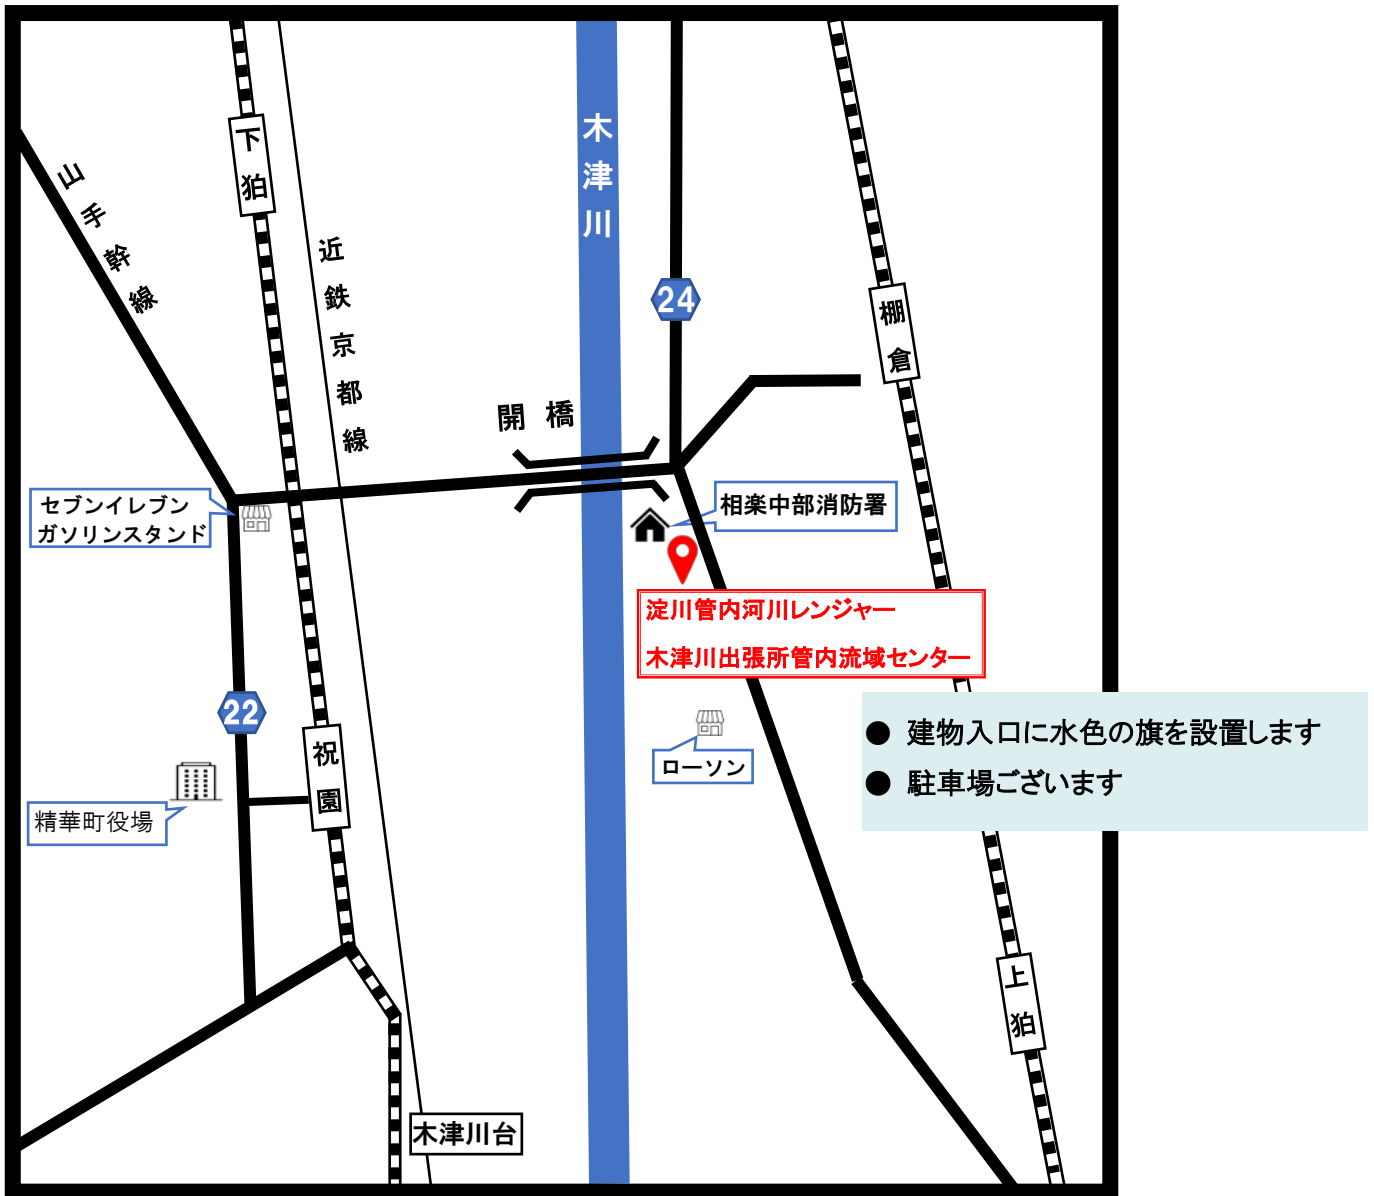 下狛
木津川
山手幹線
近鉄京都線
24
棚倉
開橋
セブンイレブン
ガソリンスタンド
相楽中部消防署
淀川管内河川レンジャー
木津川出張所管内流域センター
22
祝園
ローソン
● 建物入口に水色の旗を設置します
● 駐車場ございます
精華町役場
上狛
木津川台